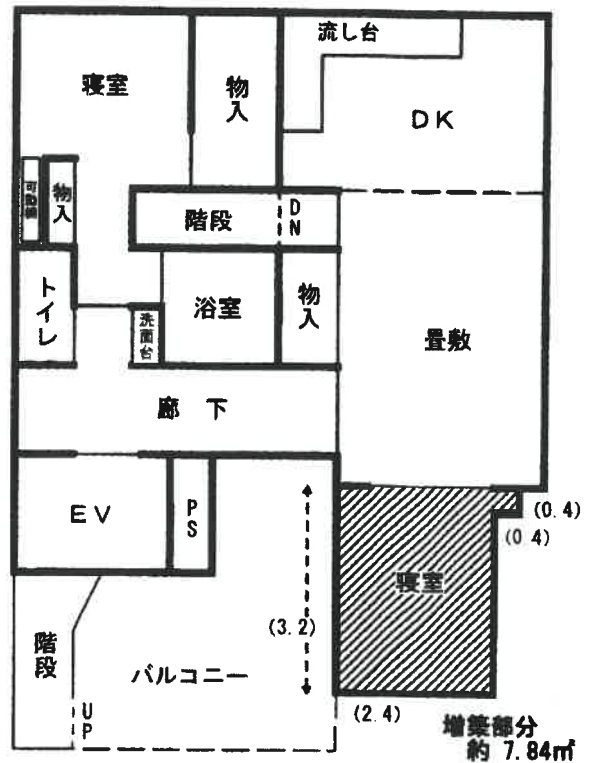 流し台
寝室
物入
DK
可動棚
物入
階段
DN
トイレ
浴室
物入
洗面台
畳敷
廊下
EV
PS
(0.4)
(0.4)
寝室
(3.2)
階段
バルコニー
UP
(2.4)
増築部分
約 7.84㎡